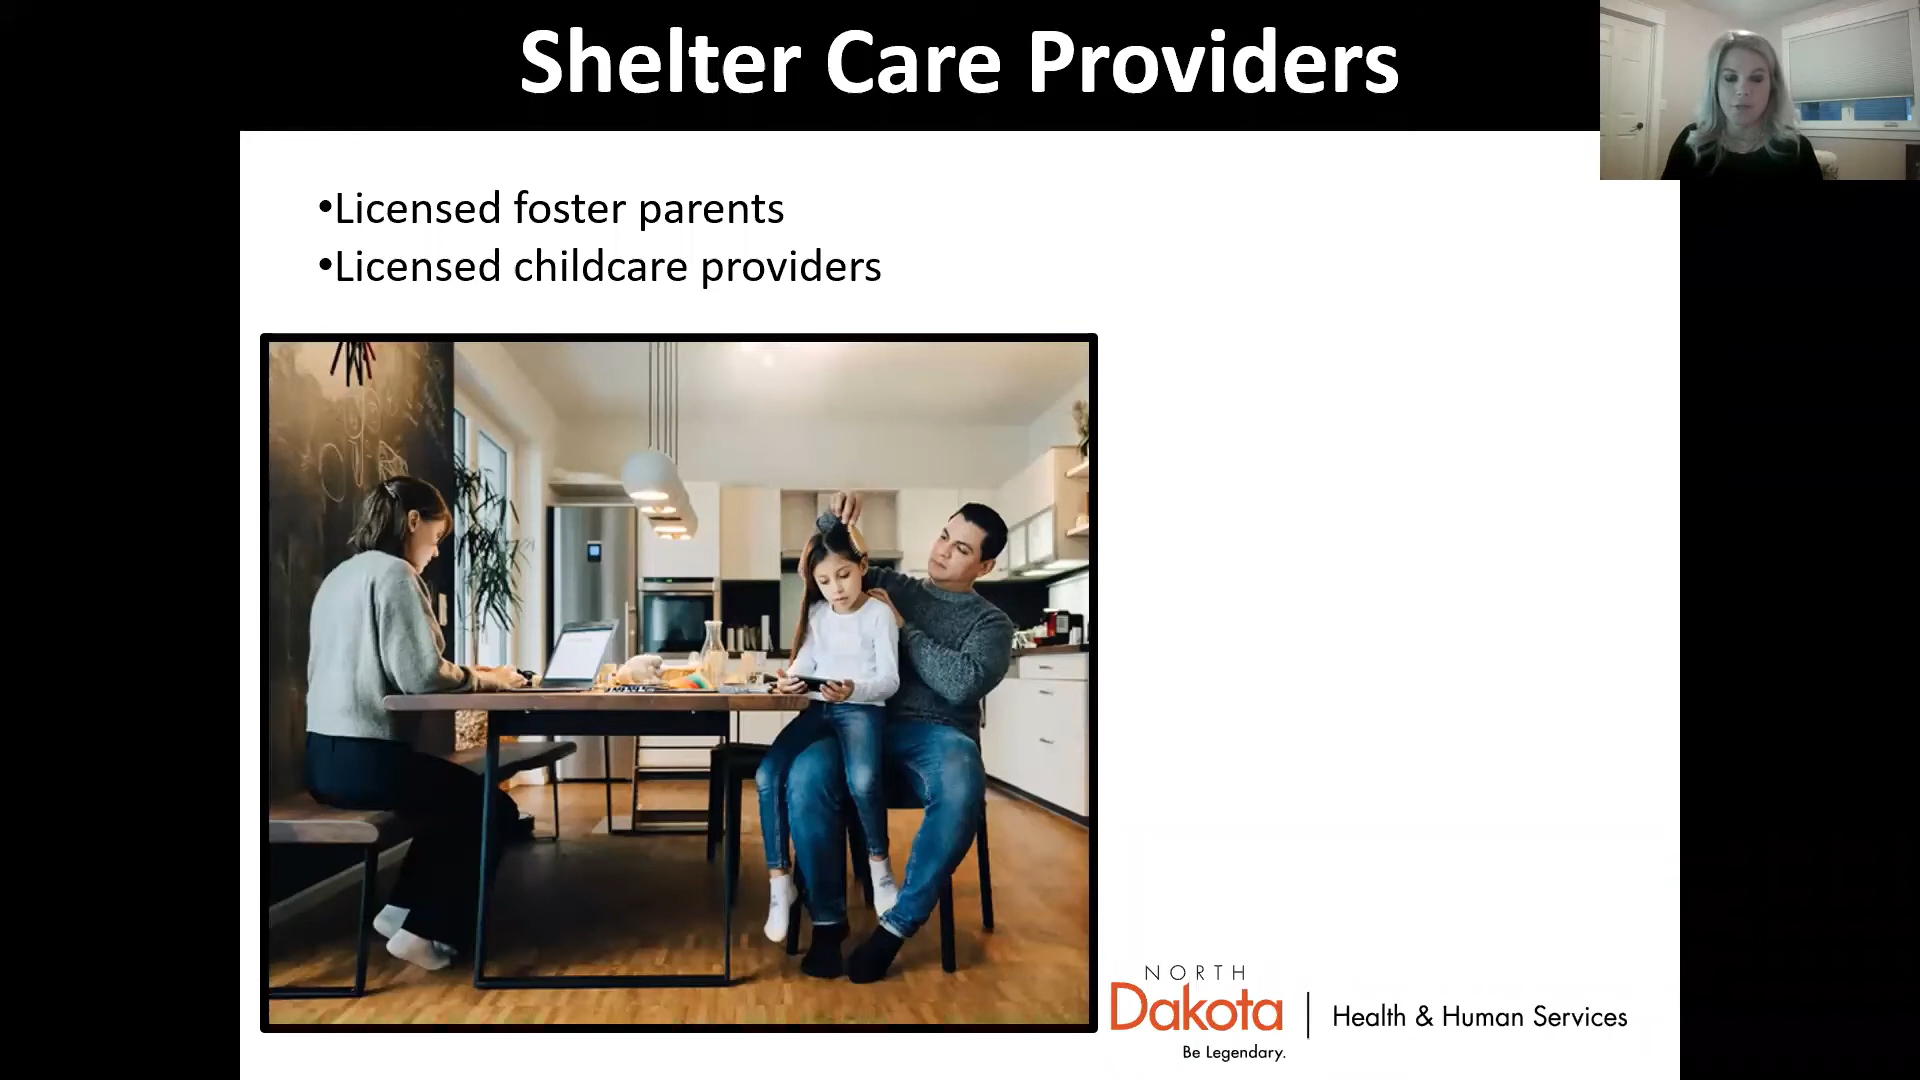 Shelter Care Providers
•Licensed foster parents
•Licensed childcare providers
NORTH
Dakota
Be Legendary.
Health & Human Services